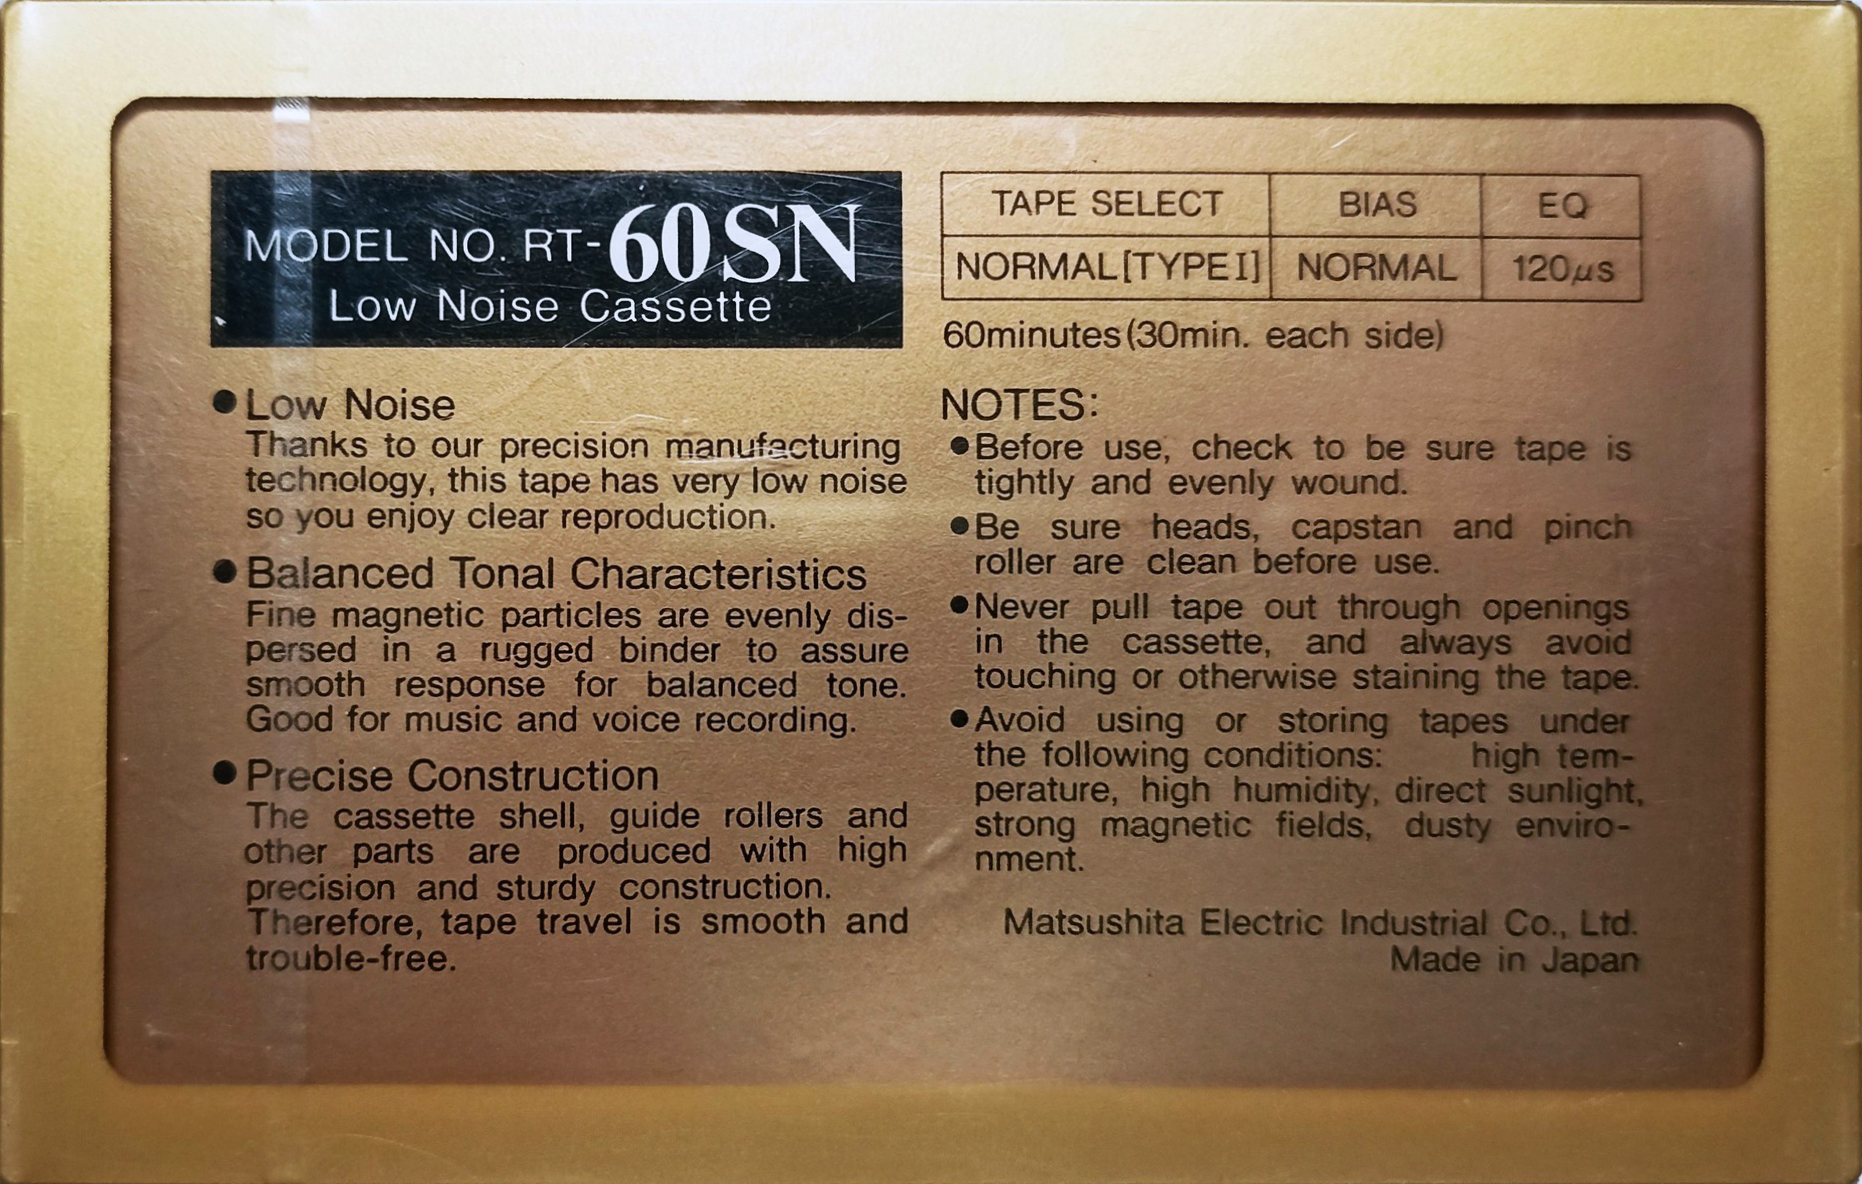 MODEL NO. RT-60SN
Low Noise Cassette
●Low Noise
Thanks to our precision manufacturing
technology, this tape has very low noise
so you enjoy clear reproduction.
●Balanced Tonal Characteristics
Fine magnetic particles are evenly dis-
persed in a rugged binder to assure
smooth response for balanced tone.
Good for music and voice recording.
●Precise Construction
The cassette shell, guide rollers and
other parts are produced with high
precision and sturdy construction.
Therefore, tape travel is smooth and
trouble-free.
TAPE SELECT BIAS EQ
NORMAL[TYPE I] NORMAL 120μs
60minutes(30min. each side)
NOTES:
●Before use, check to be sure tape is
tightly and evenly wound.
●Be sure heads, capstan and pinch
roller are clean before use.
●Never pull tape out through openings
in the cassette, and always avoid
touching or otherwise staining the tape.
●Avoid using or storing tapes under
the following conditions: high tem-
perature, high humidity, direct sunlight,
strong magnetic fields, dusty enviro-
nment.
Matsushita Electric Industrial Co., Ltd.
Made in Japan